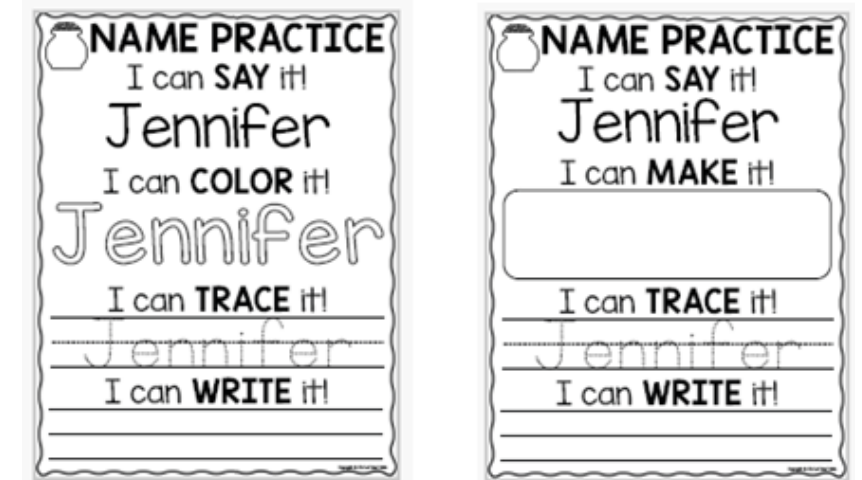 NAME PRACTICE
I can SAY it!
Jennifer
I can COLOR it!
Jennifer
I can TRACE it!
Jennifer
I can WRITE it!
NAME PRACTICE
I can SAY it!
Jennifer
I can MAKE it!
I can TRACE it!
Jennifer
I can WRITE it!